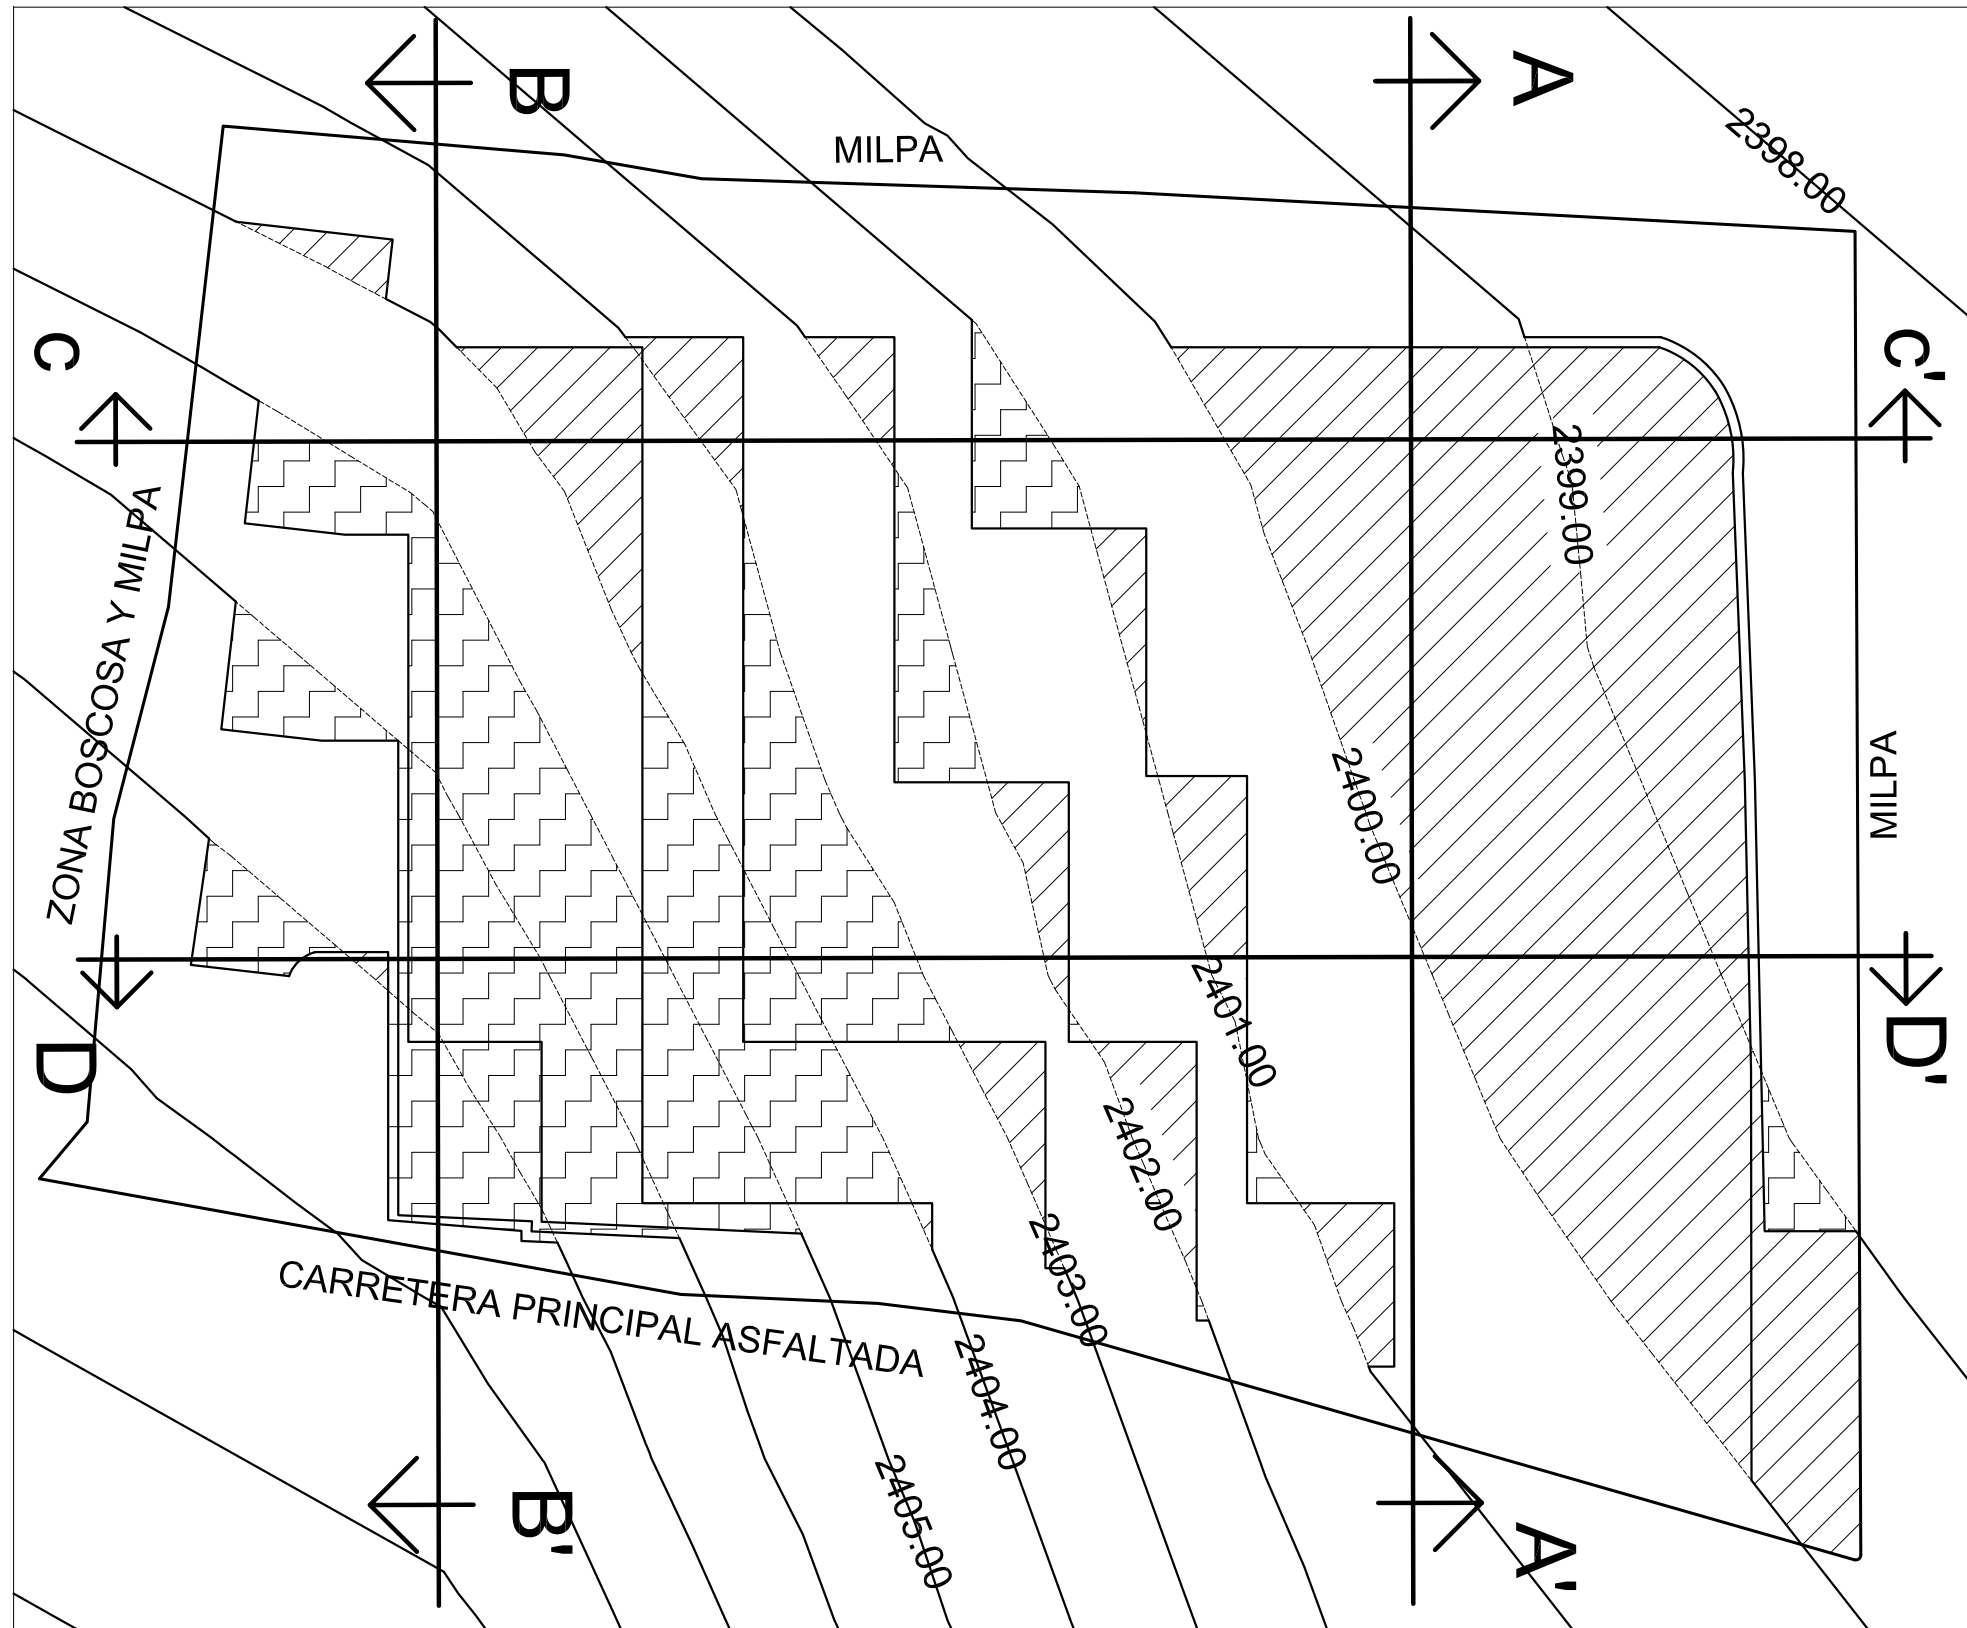 B
A
MILPA
2398.00
C
C'
2399.00
ZONA BOSCOSA Y MILPA
2400.00
MILPA
2401.00
D
D'
2402.00
2403.00
CARRETERA PRINCIPAL ASFALTADA
2404.00
2405.00
B'
A'